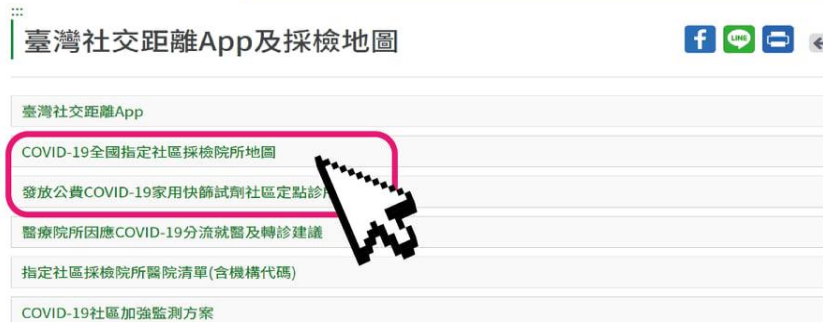 臺灣社交距離App及採檢地圖
f LINE
臺灣社交距離App
COVID-19全國指定社區採檢院所地圖
發放公費COVID-19家用快篩試劑社區定點診
醫療院所因應COVID-19分流就醫及轉診建議
指定社區採檢院所醫院清單(含機構代碼)
COVID-19社區加強監測方案